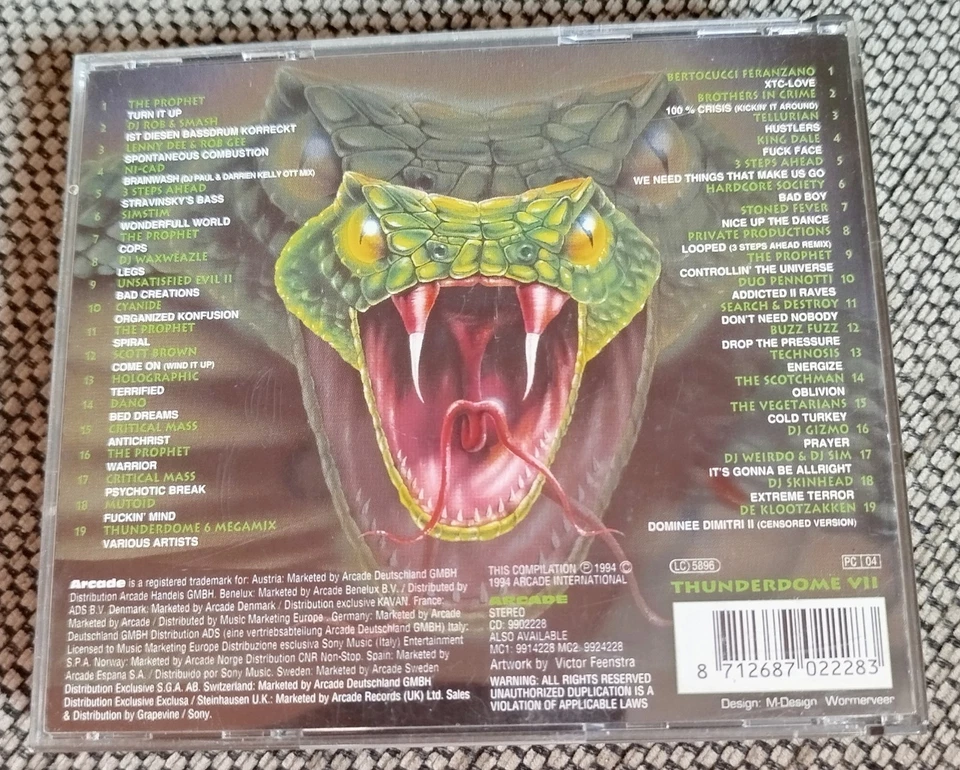 1 THE PROPHET
TURN IT UP
2 DJ ROB & SMASH
IST DIESEN BASSDRUM KORRECKT
3 LENNY DEE & ROB GEE
SPONTANEOUS COMBUSTION
4 NJ-CAD
BRAINWASH (DJ PAUL & DARRIEN KELLY OTT MIX)
5 3 STEPS AHEAD
STRAVINSKY'S BASS
6 SIMSTIM
WONDERFULL WORLD
7 THE PROPHET
COPS
8 DJ WAXWEAZLE
LEGS
9 UNSATISFIED EVIL II
BAD CREATIONS
10 CYANIDE
ORGANIZED KONFUSION
11 THE PROPHET
SPIRAL
12 SCOTT BROWN
COME ON (WIND IT UP)
13 HOLOGRAPHIC
TERRIFIED
14 DANO
BED DREAMS
15 CRITICAL MASS
ANTICHRIST
16 THE PROPHET
WARRIOR
17 CRITICAL MASS
PSYCHOTIC BREAK
18 MUTOID
FUCKIN' MIND
19 THUNDERDOME 6 MEGAMIX
VARIOUS ARTISTS
BERTOCUCCI FERANZANO 1
XTC-LOVE
BROTHERS IN CRIME 2
100 % CRISIS (KICKIN' IT AROUND)
TELLURIAN 3
HUSTLERS
KING DALE 4
FUCK FACE
3 STEPS AHEAD 5
WE NEED THINGS THAT MAKE US GO
HARDCORE SOCIETY 6
BAD BOY
STONED FEVER 7
NICE UP THE DANCE
PRIVATE PRODUCTIONS 8
LOOPED (3 STEPS AHEAD REMIX)
THE PROPHET 9
CONTROLLIN' THE UNIVERSE
DUO PENNOTTI 10
ADDICTED II RAVES
SEARCH & DESTROY 11
DON'T NEED NOBODY
BUZZ FUZZ 12
DROP THE PRESSURE
TECHNOSIS 13
ENERGIZE
THE SCOTCHMAN 14
OBLIVION
THE VEGETARIANS 15
COLD TURKEY
DJ GIZMO 16
PRAYER
DJ WEIRDO & DJ SIM 17
IT'S GONNA BE ALLRIGHT
DJ SKINHEAD 18
EXTREME TERROR
DE KLOOTZAKKEN 19
DOMINEE DIMITRI II (CENSORED VERSION)
Arcade is a registered trademark for: Austria: Marketed by Arcade Deutschland GMBH
Distribution Arcade Handels GMBH. Benelux: Marketed by Arcade Benelux B.V. / Distributed by
ADS B.V. Denmark: Marketed by Arcade Denmark / Distribution exclusive KAVAN. France:
Marketed by Arcade / Distributed by Music Marketing Europe. Germany: Marketed by Arcade
Deutschland GMBH Distribution ADS (eine vertriebsabteilung Arcade Deutschland GMBH) Italy:
Licensed to Music Marketing Europe Distribuzione esclusiva Sony Music (Italy) Entertainment
S.P.A. Norway: Marketed by Arcade Norge Distribution CNR Non-Stop. Spain: Marketed by
Arcade Espana S.A. / Distribuido por Sony Music. Sweden: Marketed by Arcade Sweden
Distribution Exclusive S.G.A. AB. Switzerland: Marketed by Arcade Deutschland GMBH
Distribution Exclusive Exclusa / Steinhausen U.K.: Marketed by Arcade Records (UK) Ltd. Sales
& Distribution by Grapevine / Sony.
THIS COMPILATION Ⓟ 1994 ©
1994 ARCADE INTERNATIONAL
ARCADE
STEREO
CD: 9902228
ALSO AVAILABLE
MC1: 9914228 MC2: 9924228
Artwork by Victor Feenstra
WARNING: ALL RIGHTS RESERVED
UNAUTHORIZED DUPLICATION IS A
VIOLATION OF APPLICABLE LAWS
LC 5896
PC 04
THUNDERDOME VII
8 712687 022283
Design: M-Design Wormerveer